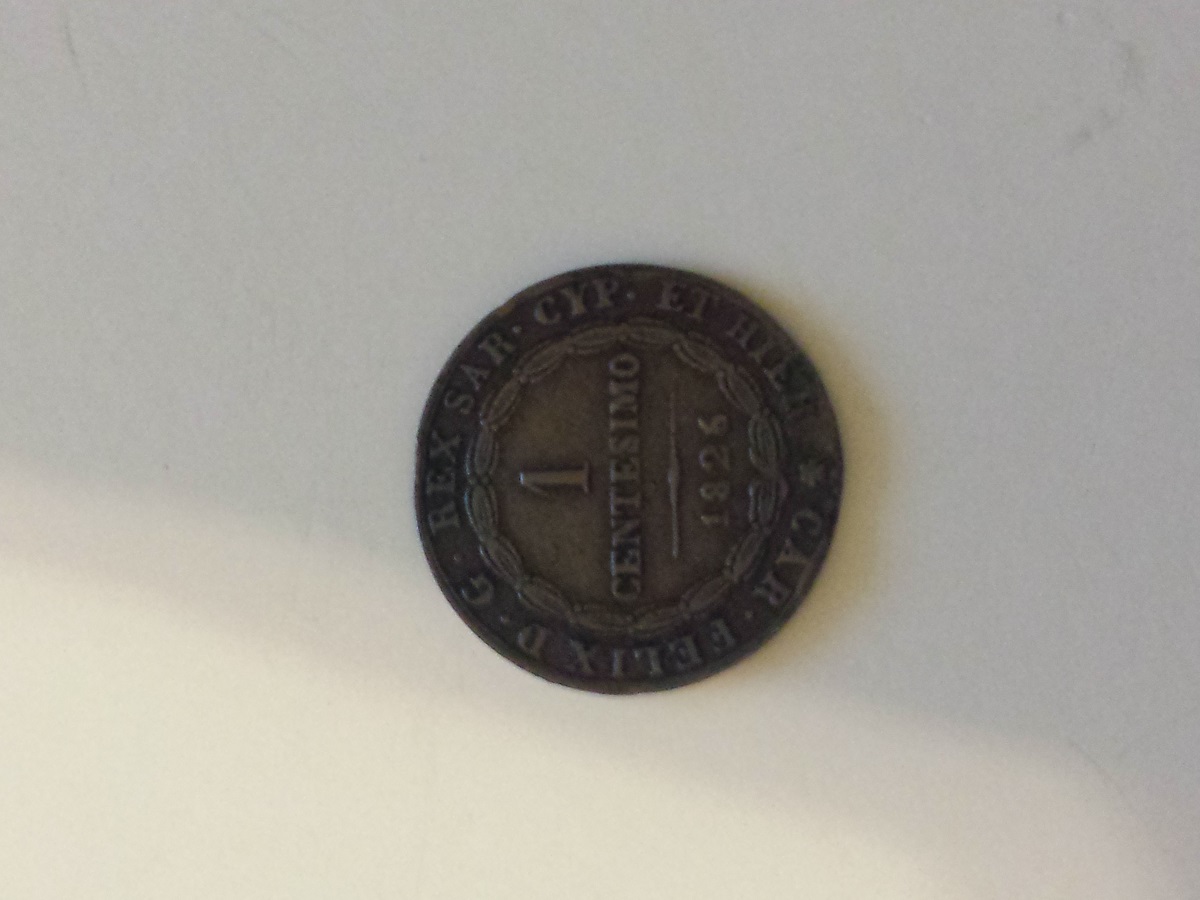 CAR · FELIX D · G · REX SAR · CYP · ET HIER *
1
CENTESIMO
1826